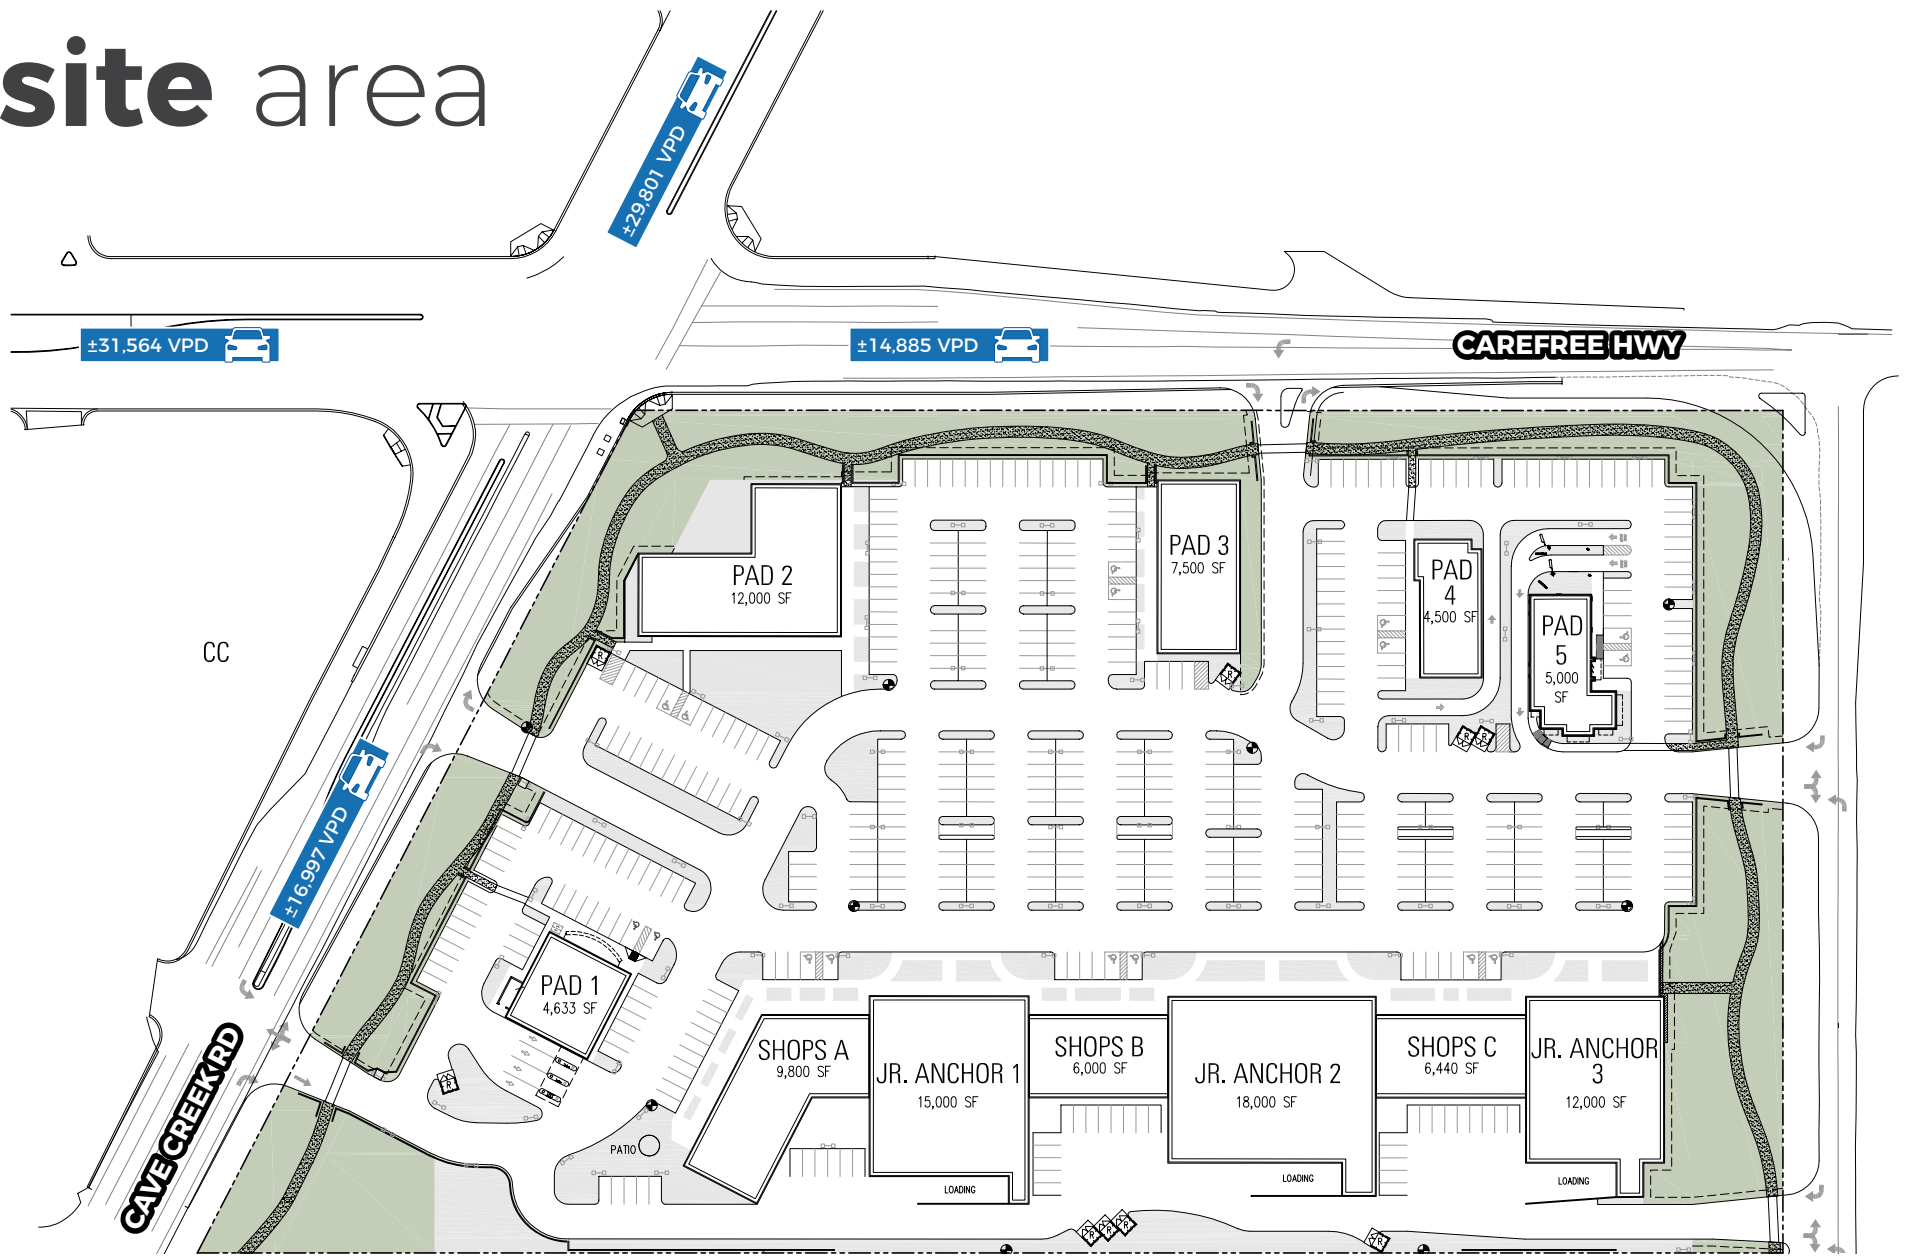 site area
±29,801 VPD
±31,564 VPD
±14,885 VPD
CAREFREE HWY
PAD 3
7,500 SF
PAD 2
12,000 SF
PAD
4
4,500 SF
PAD
5
5,000
SF
CC
±16,997 VPD
PAD 1
4,633 SF
CAVE CREEK RD
SHOPS A
9,800 SF
JR. ANCHOR 1
15,000 SF
SHOPS B
6,000 SF
JR. ANCHOR 2
18,000 SF
SHOPS C
6,440 SF
JR. ANCHOR
3
12,000 SF
PATIO
LOADING
LOADING
LOADING
R
R
R
R
R
R
R
R
R